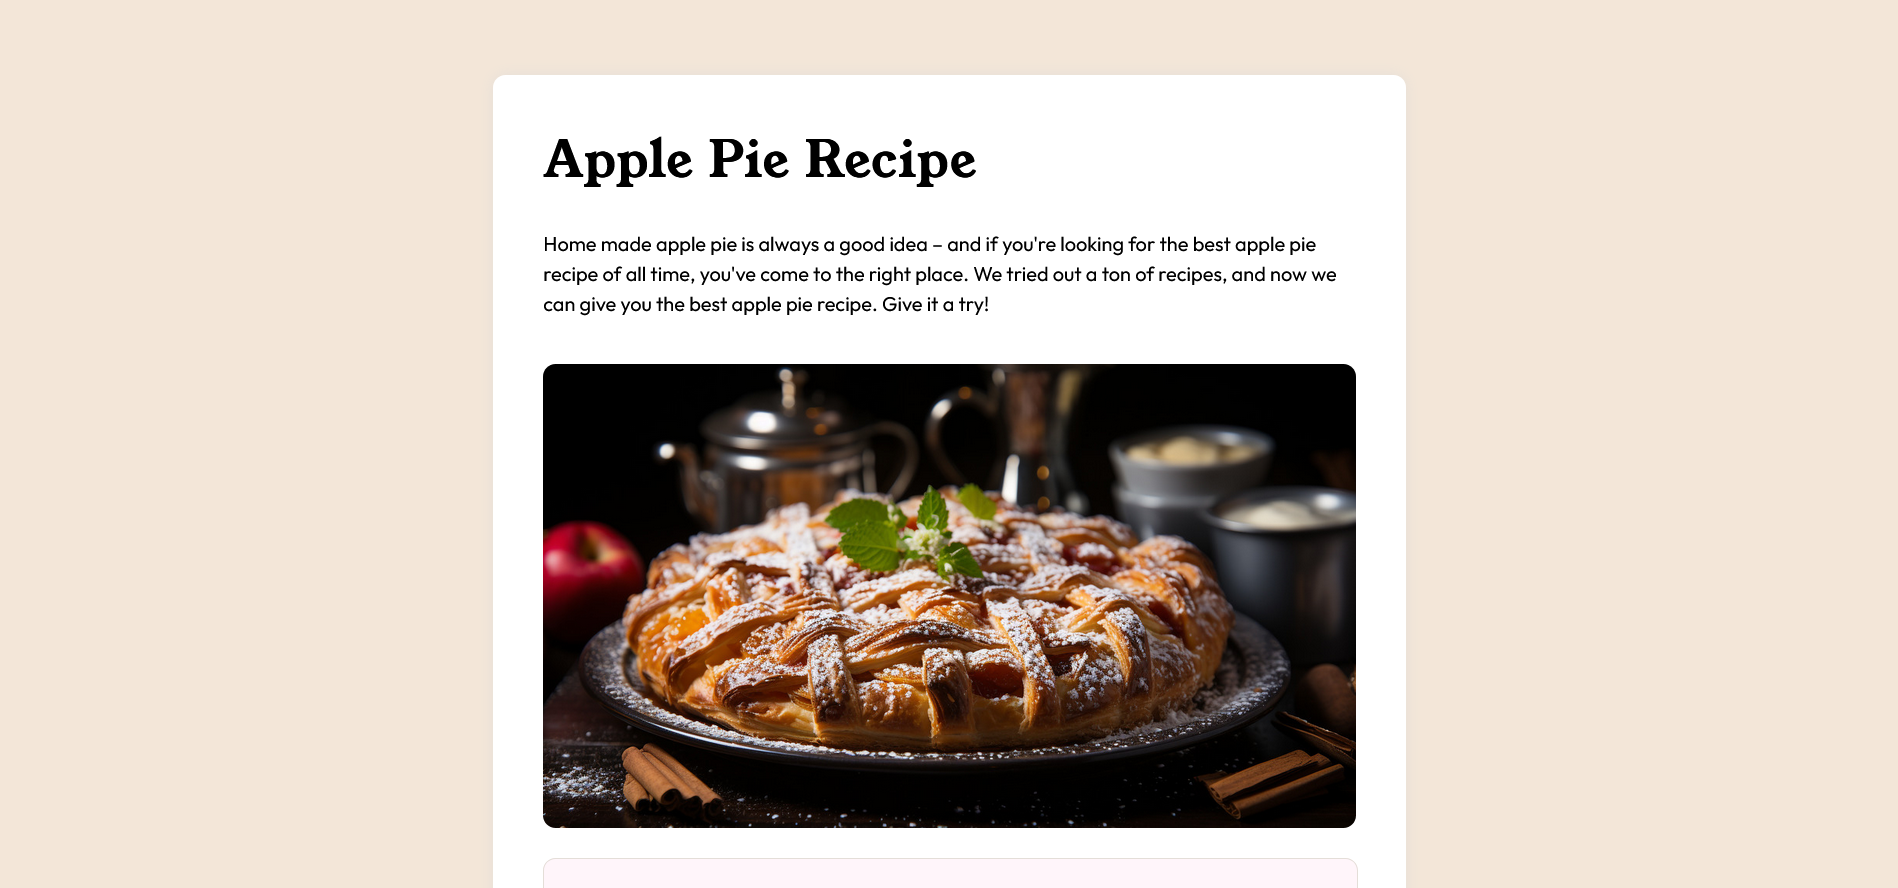 Apple Pie Recipe
Home made apple pie is always a good idea – and if you're looking for the best apple pie
recipe of all time, you've come to the right place. We tried out a ton of recipes, and now we
can give you the best apple pie recipe. Give it a try!